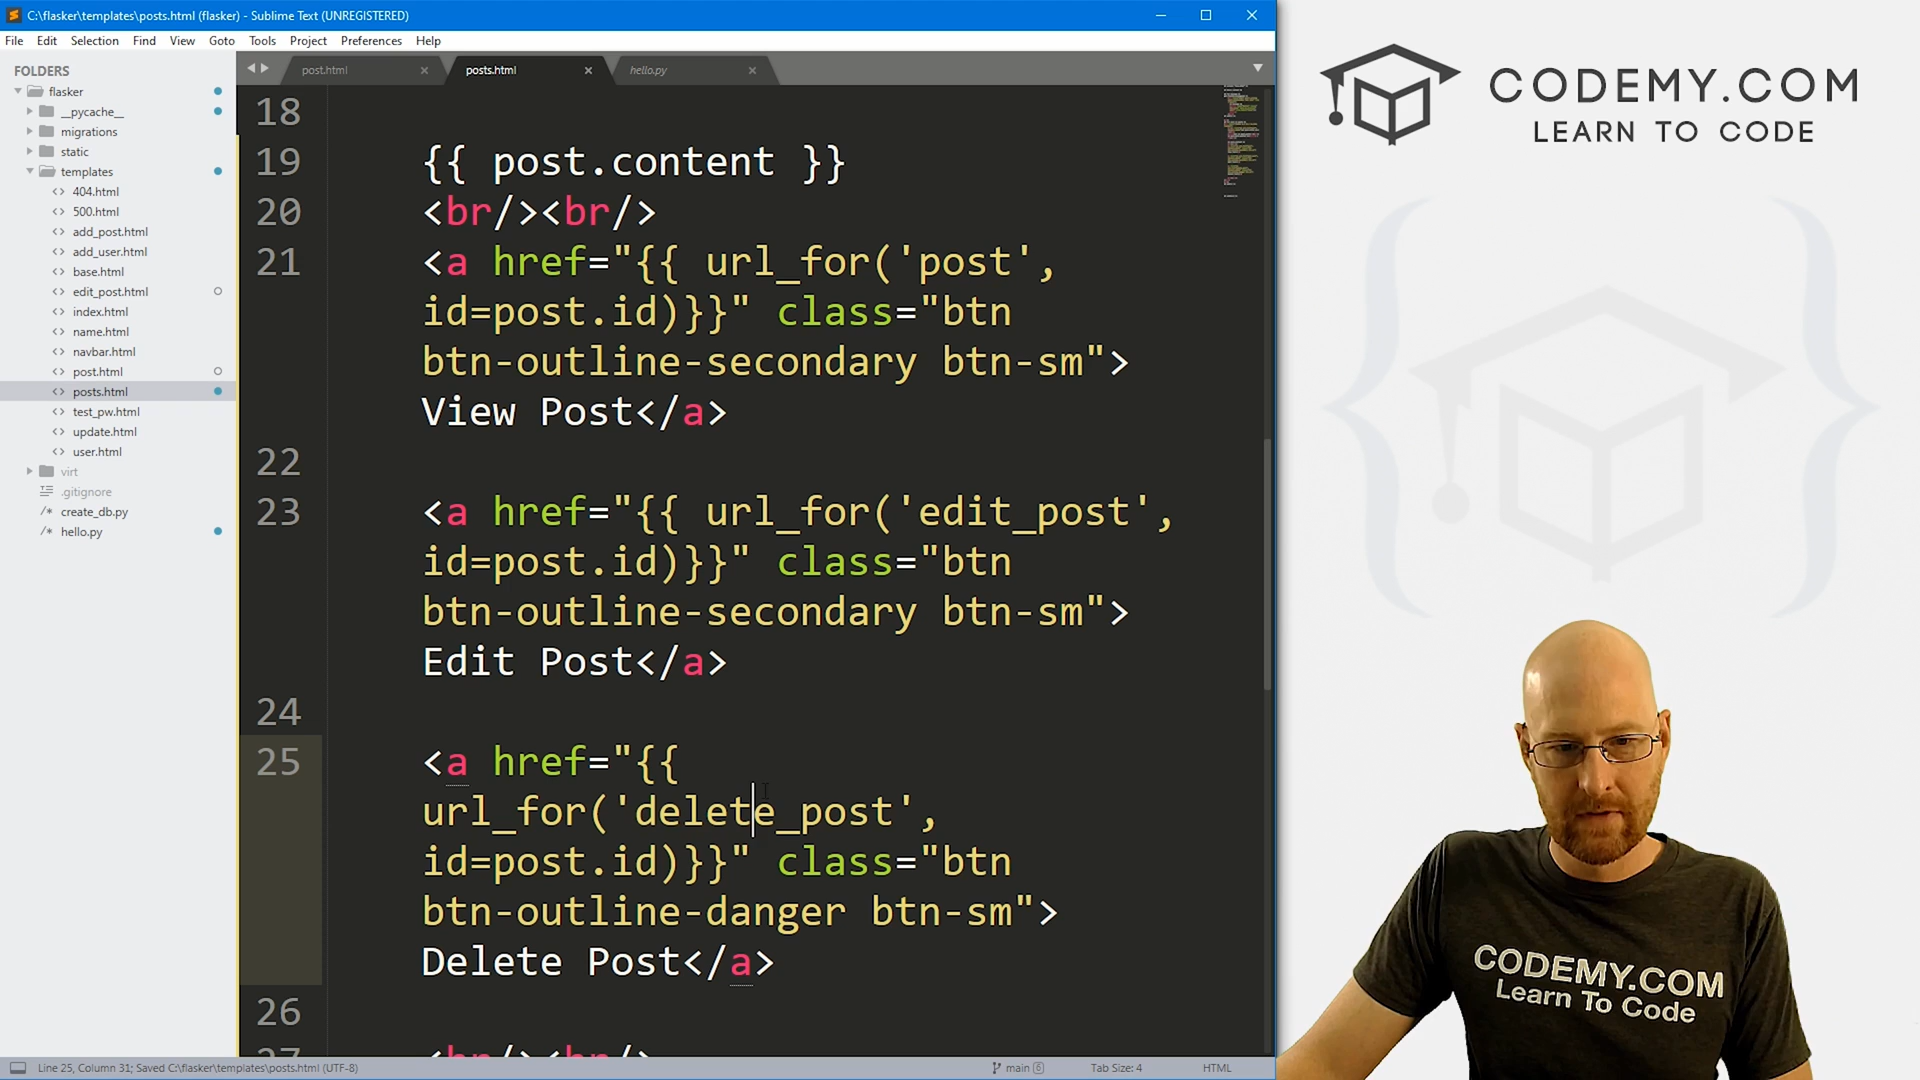 C:\flasker\templates\posts.html (flasker) - Sublime Text (UNREGISTERED)
File Edit Selection Find View Goto Tools Project Preferences Help
FOLDERS
flasker
__pycache__
migrations
static
templates
404.html
500.html
add_post.html
add_user.html
base.html
edit_post.html
index.html
name.html
navbar.html
post.html
posts.html
test_pw.html
update.html
user.html
virt
.gitignore
create_db.py
hello.py
post.html posts.html hello.py
18
19 {{ post.content }}
20 <br/><br/>
21 <a href="{{ url_for('post',
id=post.id)}}" class="btn
btn-outline-secondary btn-sm">
View Post</a>
22
23 <a href="{{ url_for('edit_post',
id=post.id)}}" class="btn
btn-outline-secondary btn-sm">
Edit Post</a>
24
25 <a href="{{
url_for('delete_post',
id=post.id)}}" class="btn
btn-outline-danger btn-sm">
Delete Post</a>
26
27 <br/><br/>
Line 25, Column 31; Saved C:\flasker\templates\posts.html (UTF-8) main 6 Tab Size: 4 HTML
CODEMY.COM
LEARN TO CODE
CODEMY.COM
Learn To Code